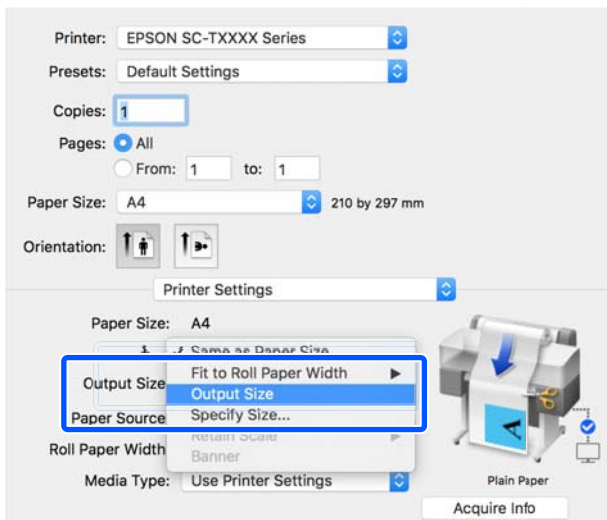 Printer: EPSON SC-TXXXX Series
Presets: Default Settings
Copies: 1
Pages: All
From: 1 to: 1
Paper Size: A4 210 by 297 mm
Orientation:
Printer Settings
Paper Size: A4
Same as Paper Size
Fit to Roll Paper Width
Output Size Output Size
Paper Source Specify Size...
Retain Scale
Roll Paper Width Banner
Media Type: Use Printer Settings
Plain Paper
Acquire Info